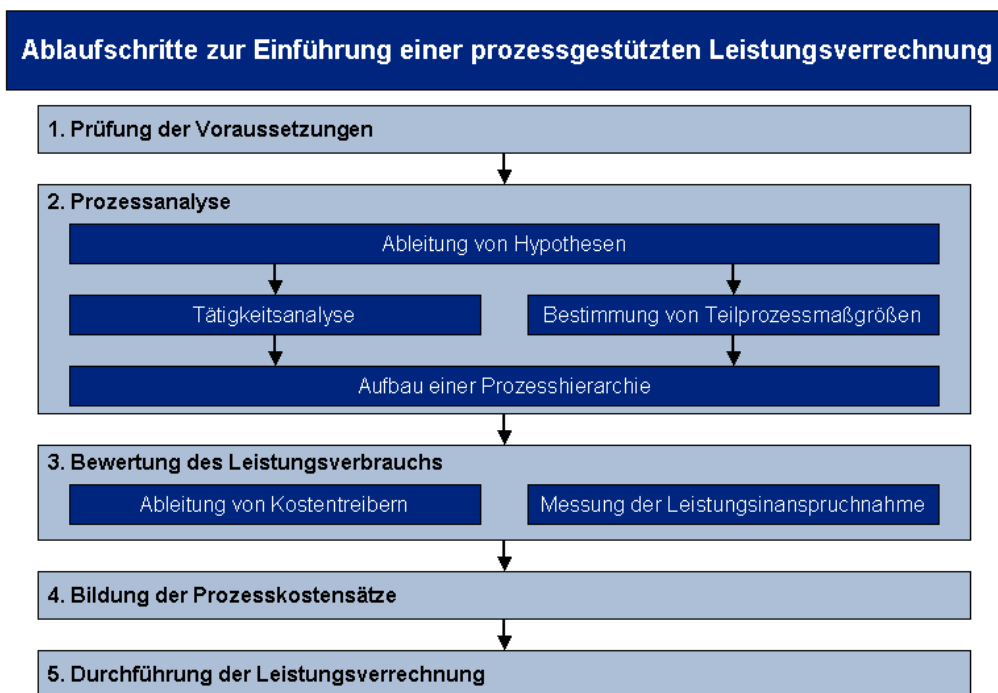 Ablaufschritte zur Einführung einer prozessgestützten Leistungsverrechnung
1. Prüfung der Voraussetzungen
2. Prozessanalyse
Ableitung von Hypothesen
Tätigkeitsanalyse
Bestimmung von Teilprozessmaßgrößen
Aufbau einer Prozesshierarchie
3. Bewertung des Leistungsverbrauchs
Ableitung von Kostentreibern
Messung der Leistungsinanspruchnahme
4. Bildung der Prozesskostensätze
5. Durchführung der Leistungsverrechnung